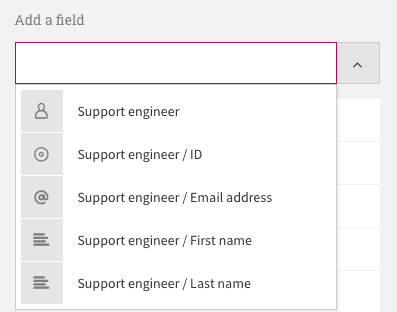 Add a field
Support engineer
Support engineer / ID
Support engineer / Email address
Support engineer / First name
Support engineer / Last name